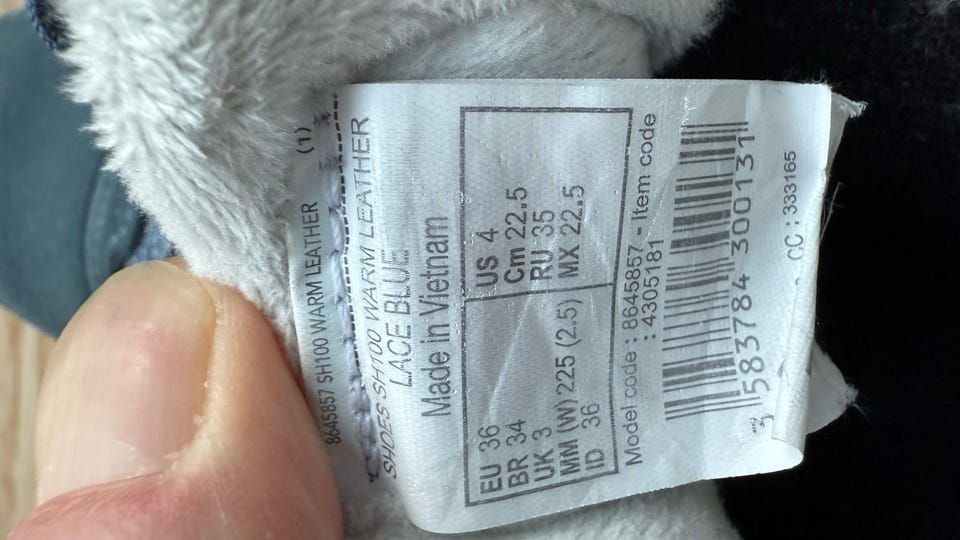 8645857 SH100 WARM LEATHER (1)
SHOES SH100 WARM LEATHER
LACE BLUE
Made in Vietnam
EU 36
BR 34
UK 3
MM (W) 225 (2.5)
ID 36
US 4
Cm 22.5
RU 35
MX 22.5
Model code : 8645857 - Item code
: 4305181
583784 300131
CC : 333165